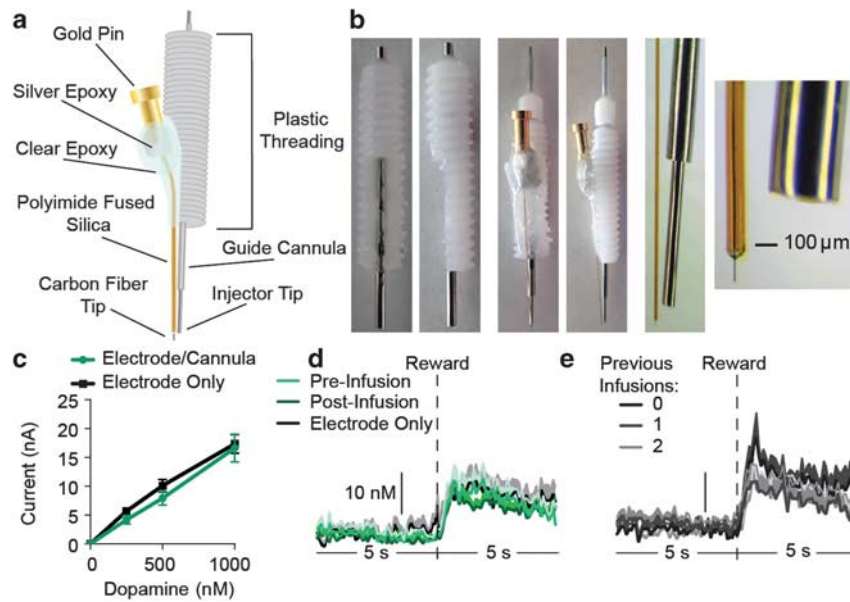 a
Gold Pin
Silver Epoxy
Clear Epoxy
Polyimide Fused
Silica
Carbon Fiber
Tip
Plastic
Threading
Guide Cannula
Injector Tip
b
100 µm
c
Electrode/Cannula
Electrode Only
25
20
15
10
5
0
Current (nA)
0
500
1000
Dopamine (nM)
d
Reward
Pre-Infusion
Post-Infusion
Electrode Only
10 nM
5 s
5 s
e
Previous
Infusions:
0
1
2
Reward
5 s
5 s